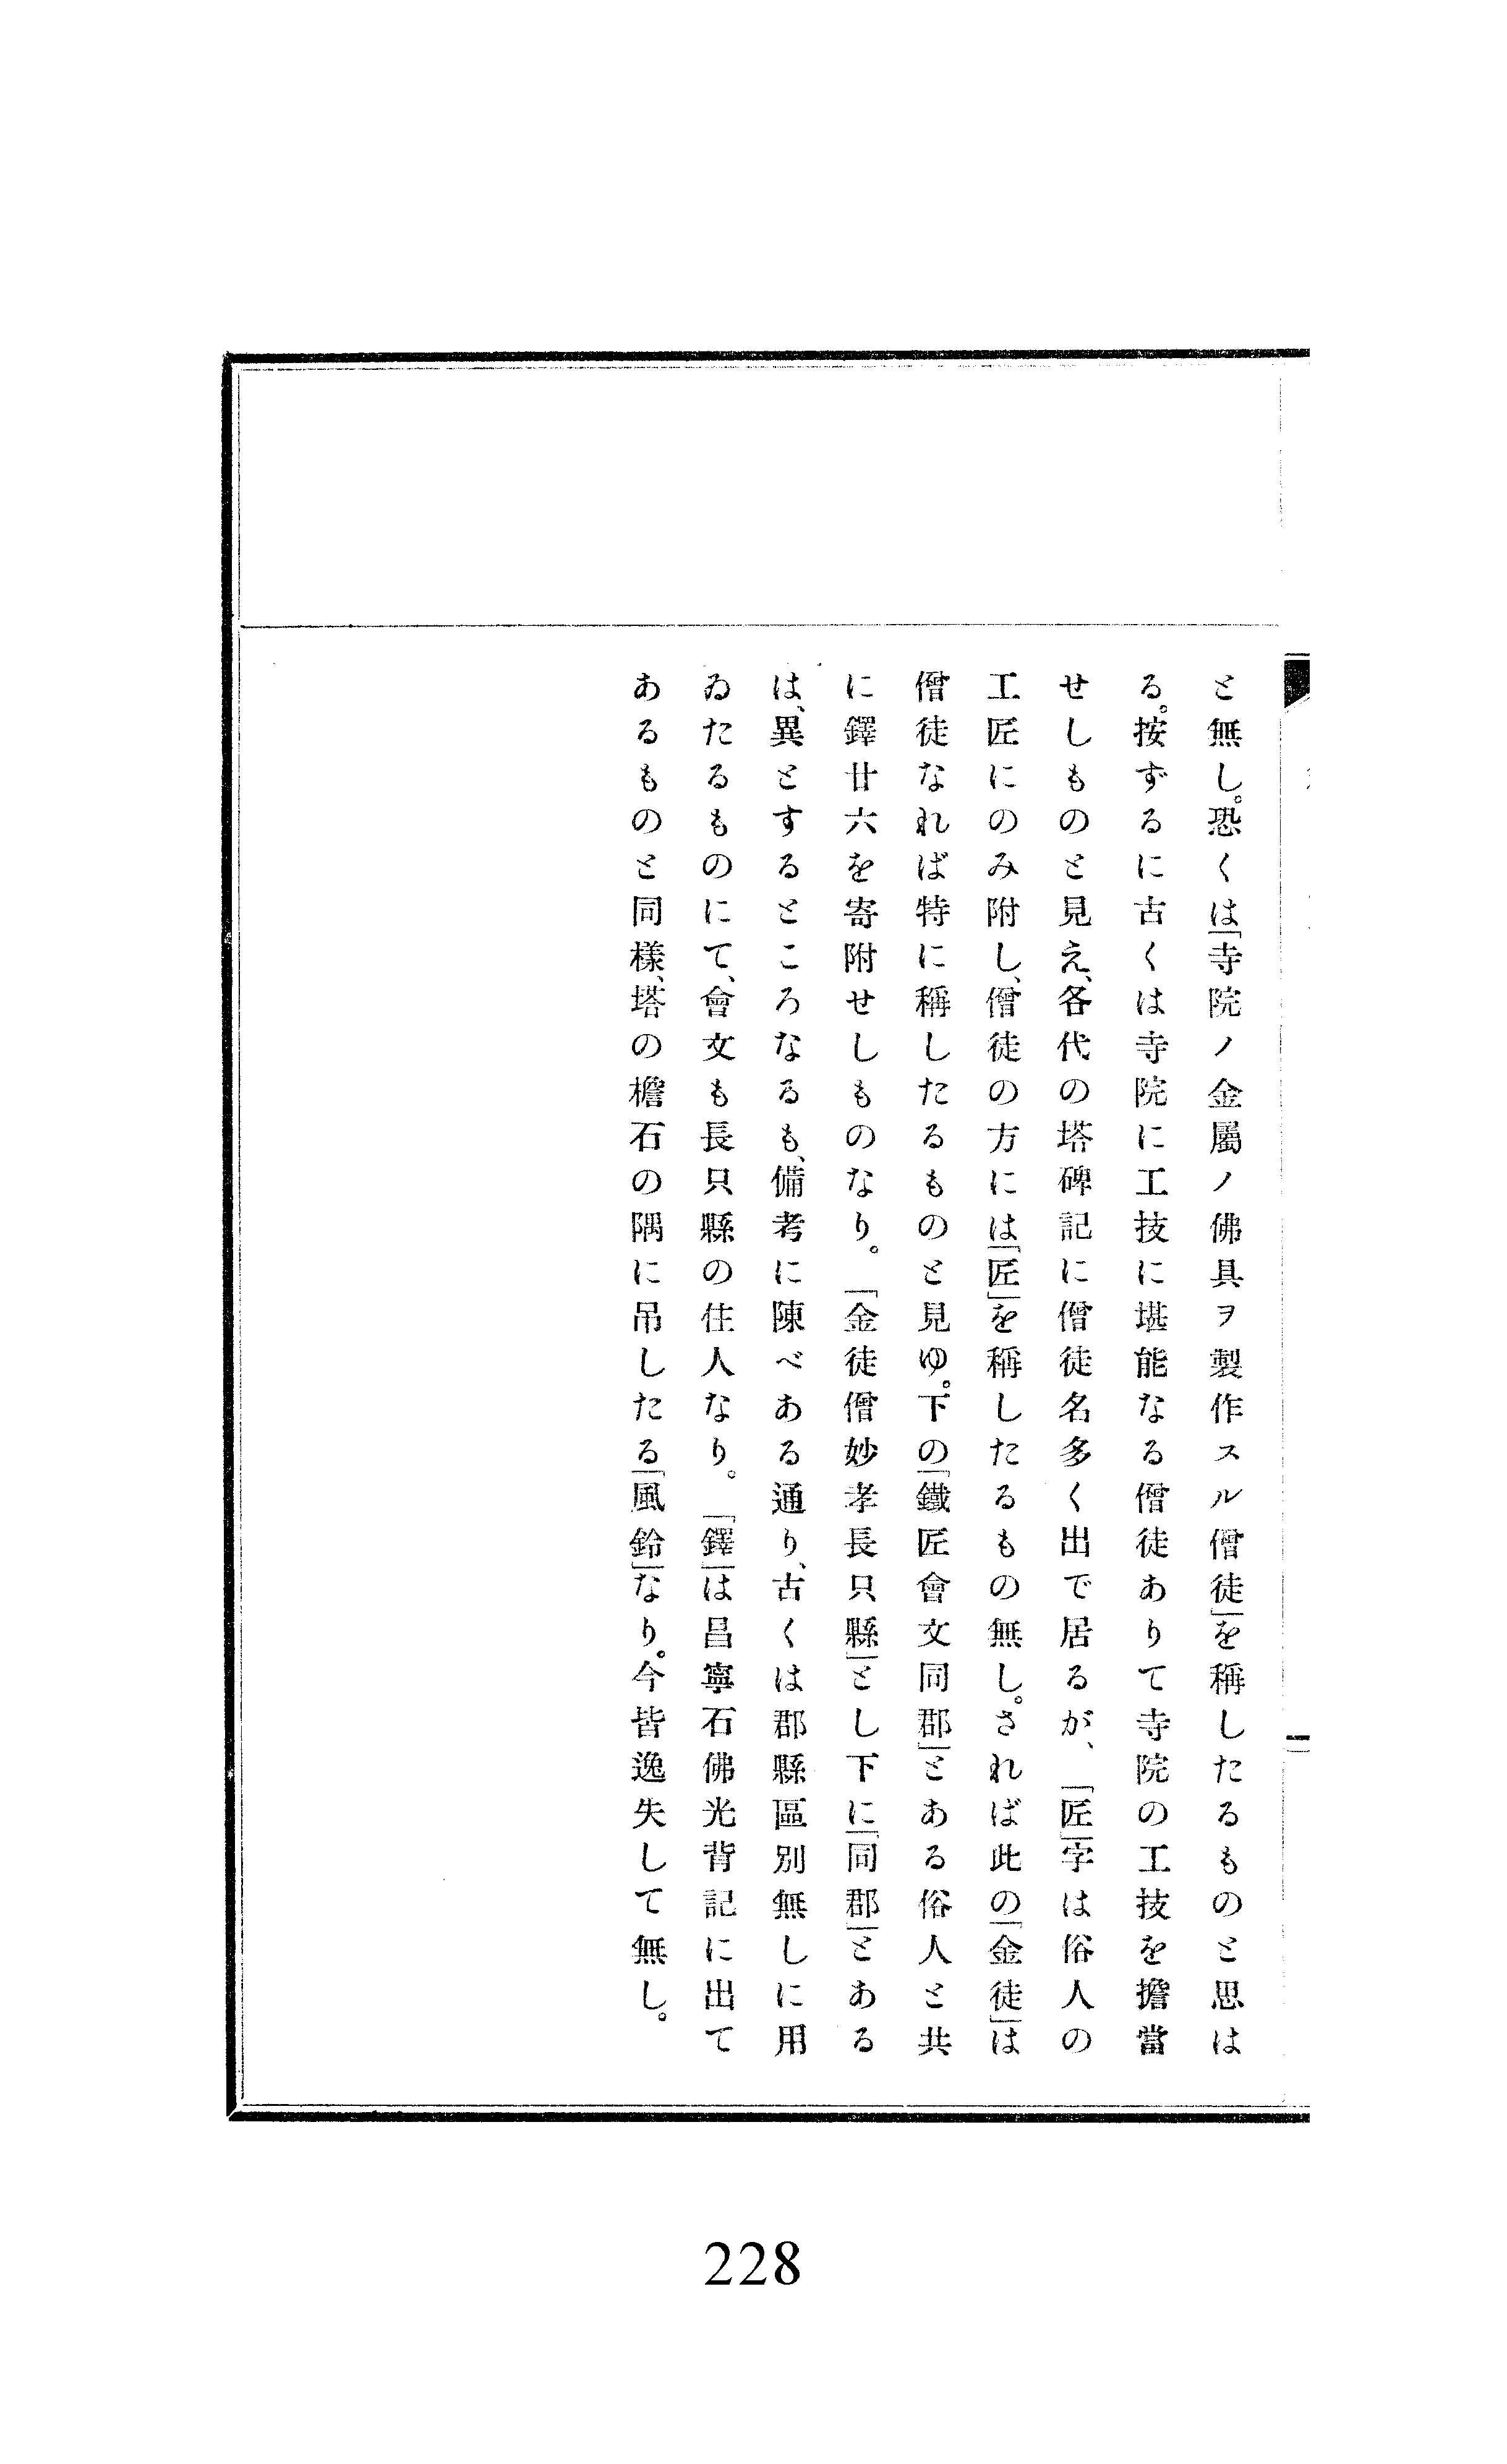 と無し。恐くは「寺院ノ金屬ノ佛具ヲ製作スル僧徒」を稱したるものと思は
る。按ずるに古くは寺院に工技に堪能なる僧徒ありて寺院の工技を擔當
せしものと見え、各代の塔碑記に僧徒名多く出で居るが、「匠」字は俗人の
工匠にのみ附し、僧徒の方には「匠」を稱したるもの無し。されば此の「金徒」は
僧徒なれば特に稱したるものと見ゆ。下の「鐵匠會文同郡」とある俗人と共
に鐸廿六を寄附せしものなり。「金徒僧妙孝長只縣」とし下に「同郡」とある
は、異とするところなるも、備考に陳べある通り、古くは郡縣區別無しに用
ゐたるものにて、會文も長只縣の住人なり。「鐸」は昌寧石佛光背記に出て
あるものと同樣、塔の檐石の隅に吊したる「風鈴」なり。今皆逸失して無し。
228